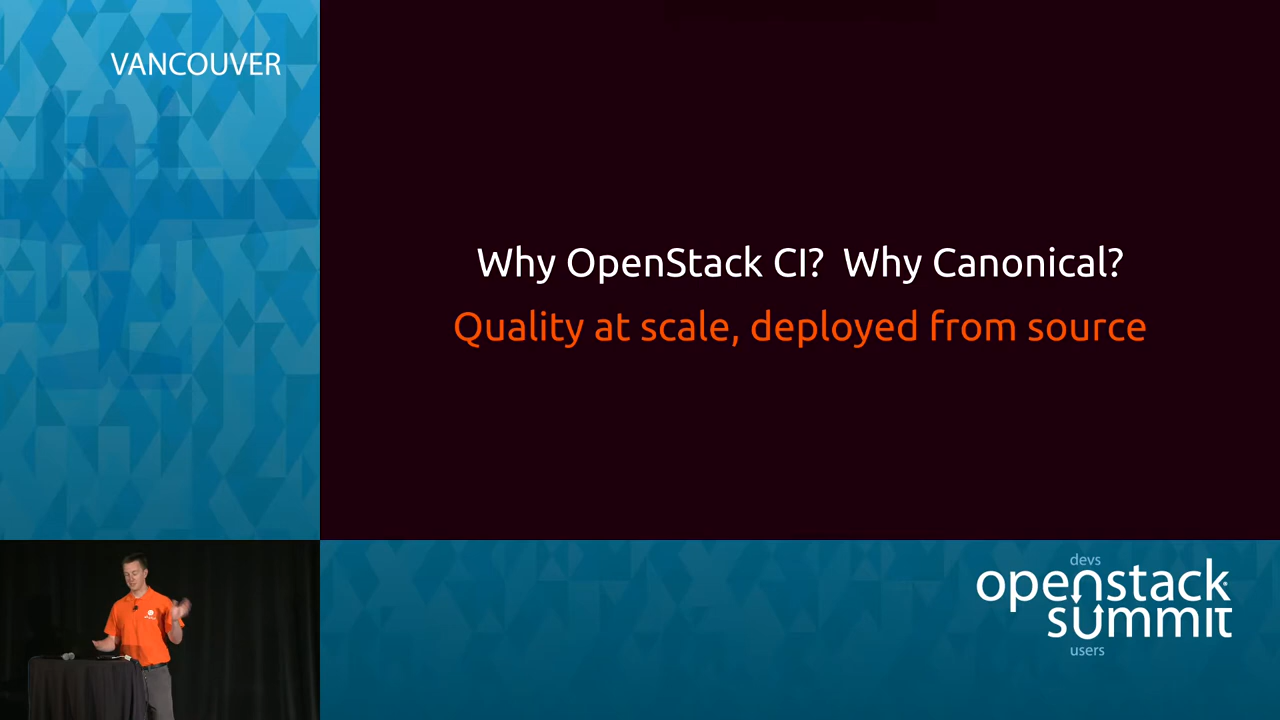 VANCOUVER
Why OpenStack CI? Why Canonical?
Quality at scale, deployed from source
devs
openstack
summit
users